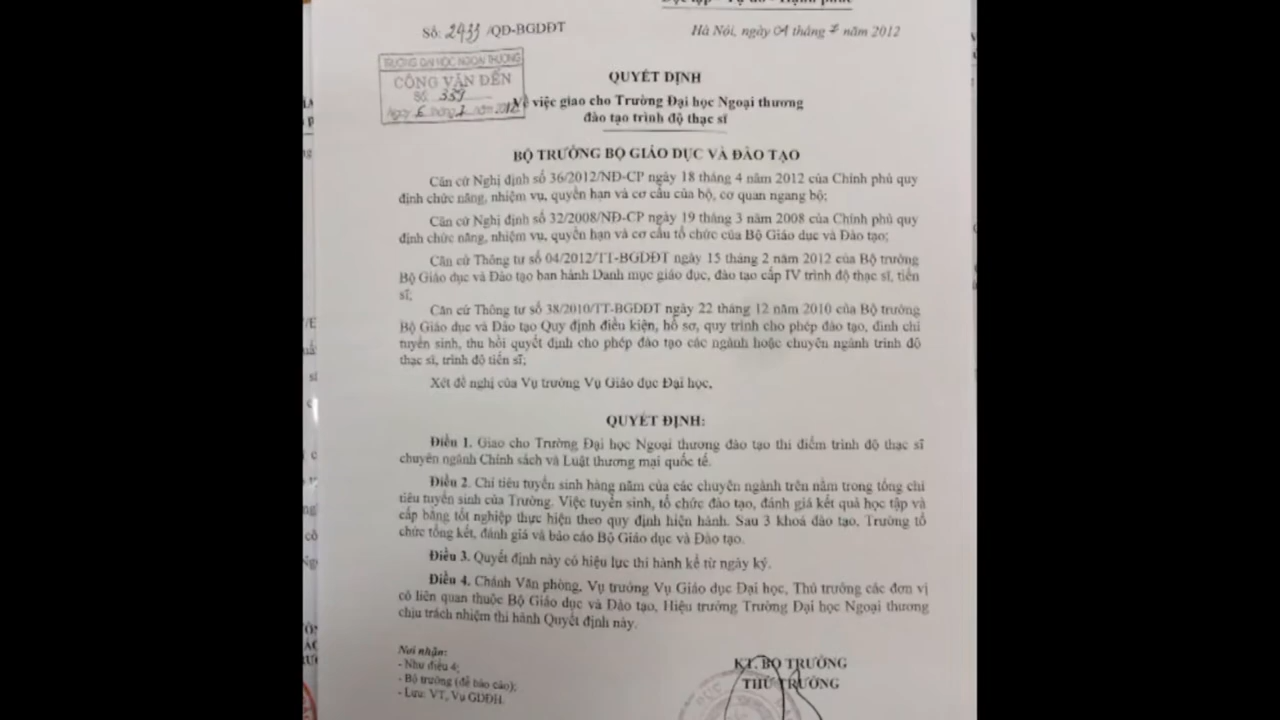 Độc lập - Tự do - Hạnh phúc
Số: 2433 /QĐ-BGDĐT
Hà Nội, ngày 04 tháng 7 năm 2012
TRƯỜNG ĐẠI HỌC NGOẠI THƯƠNG
CÔNG VĂN ĐẾN
Số: 359
Ngày 6 tháng 7 năm 2012
QUYẾT ĐỊNH
Về việc giao cho Trường Đại học Ngoại thương
đào tạo trình độ thạc sĩ
BỘ TRƯỞNG BỘ GIÁO DỤC VÀ ĐÀO TẠO
Căn cứ Nghị định số 36/2012/NĐ-CP ngày 18 tháng 4 năm 2012 của Chính phủ quy
định chức năng, nhiệm vụ, quyền hạn và cơ cấu của bộ, cơ quan ngang bộ;
Căn cứ Nghị định số 32/2008/NĐ-CP ngày 19 tháng 3 năm 2008 của Chính phủ quy
định chức năng, nhiệm vụ, quyền hạn và cơ cấu tổ chức của Bộ Giáo dục và Đào tạo;
Căn cứ Thông tư số 04/2012/TT-BGDĐT ngày 15 tháng 2 năm 2012 của Bộ trưởng
Bộ Giáo dục và Đào tạo ban hành Danh mục giáo dục, đào tạo cấp IV trình độ thạc sĩ, tiến
sĩ;
Căn cứ Thông tư số 38/2010/TT-BGDĐT ngày 22 tháng 12 năm 2010 của Bộ trưởng
Bộ Giáo dục và Đào tạo Quy định điều kiện, hồ sơ, quy trình cho phép đào tạo, đình chỉ
tuyển sinh, thu hồi quyết định cho phép đào tạo các ngành hoặc chuyên ngành trình độ
thạc sĩ, trình độ tiến sĩ;
Xét đề nghị của Vụ trưởng Vụ Giáo dục Đại học,
QUYẾT ĐỊNH:
Điều 1. Giao cho Trường Đại học Ngoại thương đào tạo thí điểm trình độ thạc sĩ
chuyên ngành Chính sách và Luật thương mại quốc tế.
Điều 2. Chỉ tiêu tuyển sinh hàng năm của các chuyên ngành trên nằm trong tổng chỉ
tiêu tuyển sinh của Trường. Việc tuyển sinh, tổ chức đào tạo, đánh giá kết quả học tập và
cấp bằng tốt nghiệp thực hiện theo quy định hiện hành. Sau 3 khoá đào tạo, Trường tổ
chức tổng kết, đánh giá và báo cáo Bộ Giáo dục và Đào tạo.
Điều 3. Quyết định này có hiệu lực thi hành kể từ ngày ký.
Điều 4. Chánh Văn phòng, Vụ trưởng Vụ Giáo dục Đại học, Thủ trưởng các đơn vị
có liên quan thuộc Bộ Giáo dục và Đào tạo, Hiệu trưởng Trường Đại học Ngoại thương
chịu trách nhiệm thi hành Quyết định này.
Nơi nhận:
- Như điều 4;
- Bộ trưởng (để báo cáo);
- Lưu: VT, Vụ GDĐH.
KT. BỘ TRƯỞNG
THỨ TRƯỞNG